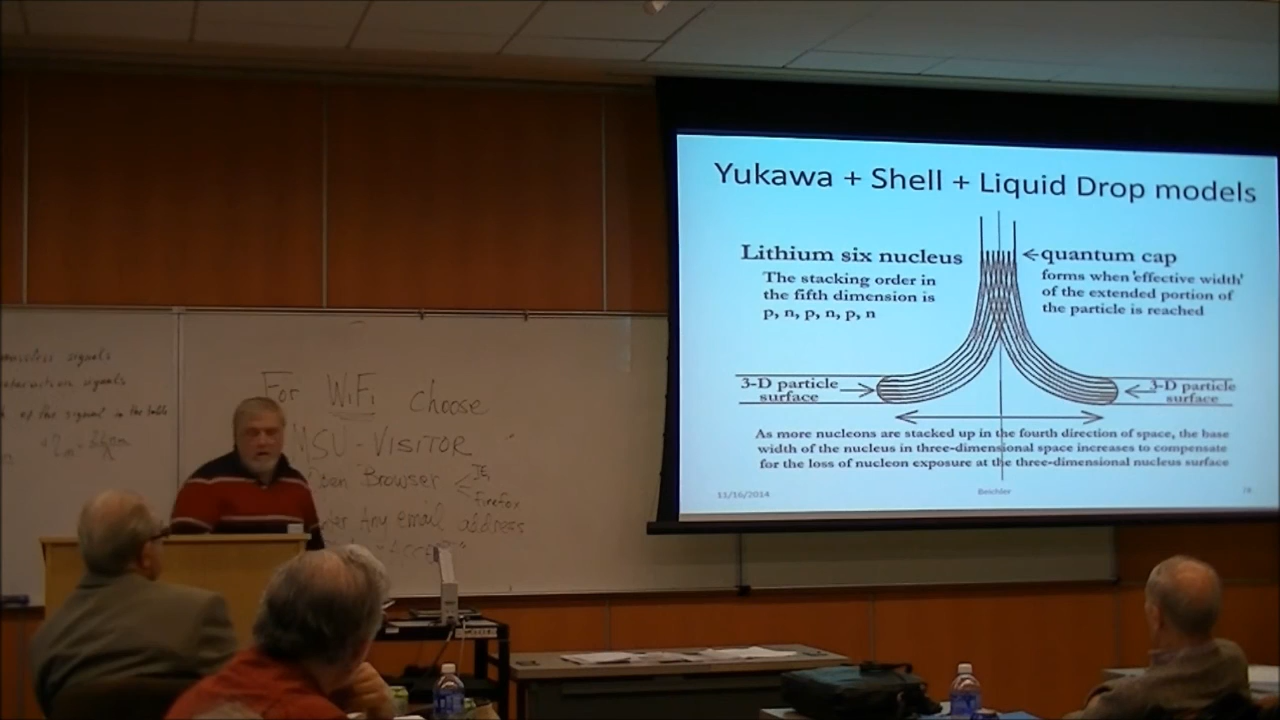 Yukawa + Shell + Liquid Drop models
Lithium six nucleus
The stacking order in
the fifth dimension is
p, n, p, n, p, n
quantum cap
forms when 'effective width'
of the extended portion of
the particle is reached
3-D particle
surface
3-D particle
surface
As more nucleons are stacked up in the fourth direction of space, the base
width of the nucleus in three-dimensional space increases to compensate
for the loss of nucleon exposure at the three-dimensional nucleus surface
11/16/2014
Beichler
signals
signals
of the signal in the
For WiFi choose
MSU-VISITOR
Browser
IE
Firefox
Any email address